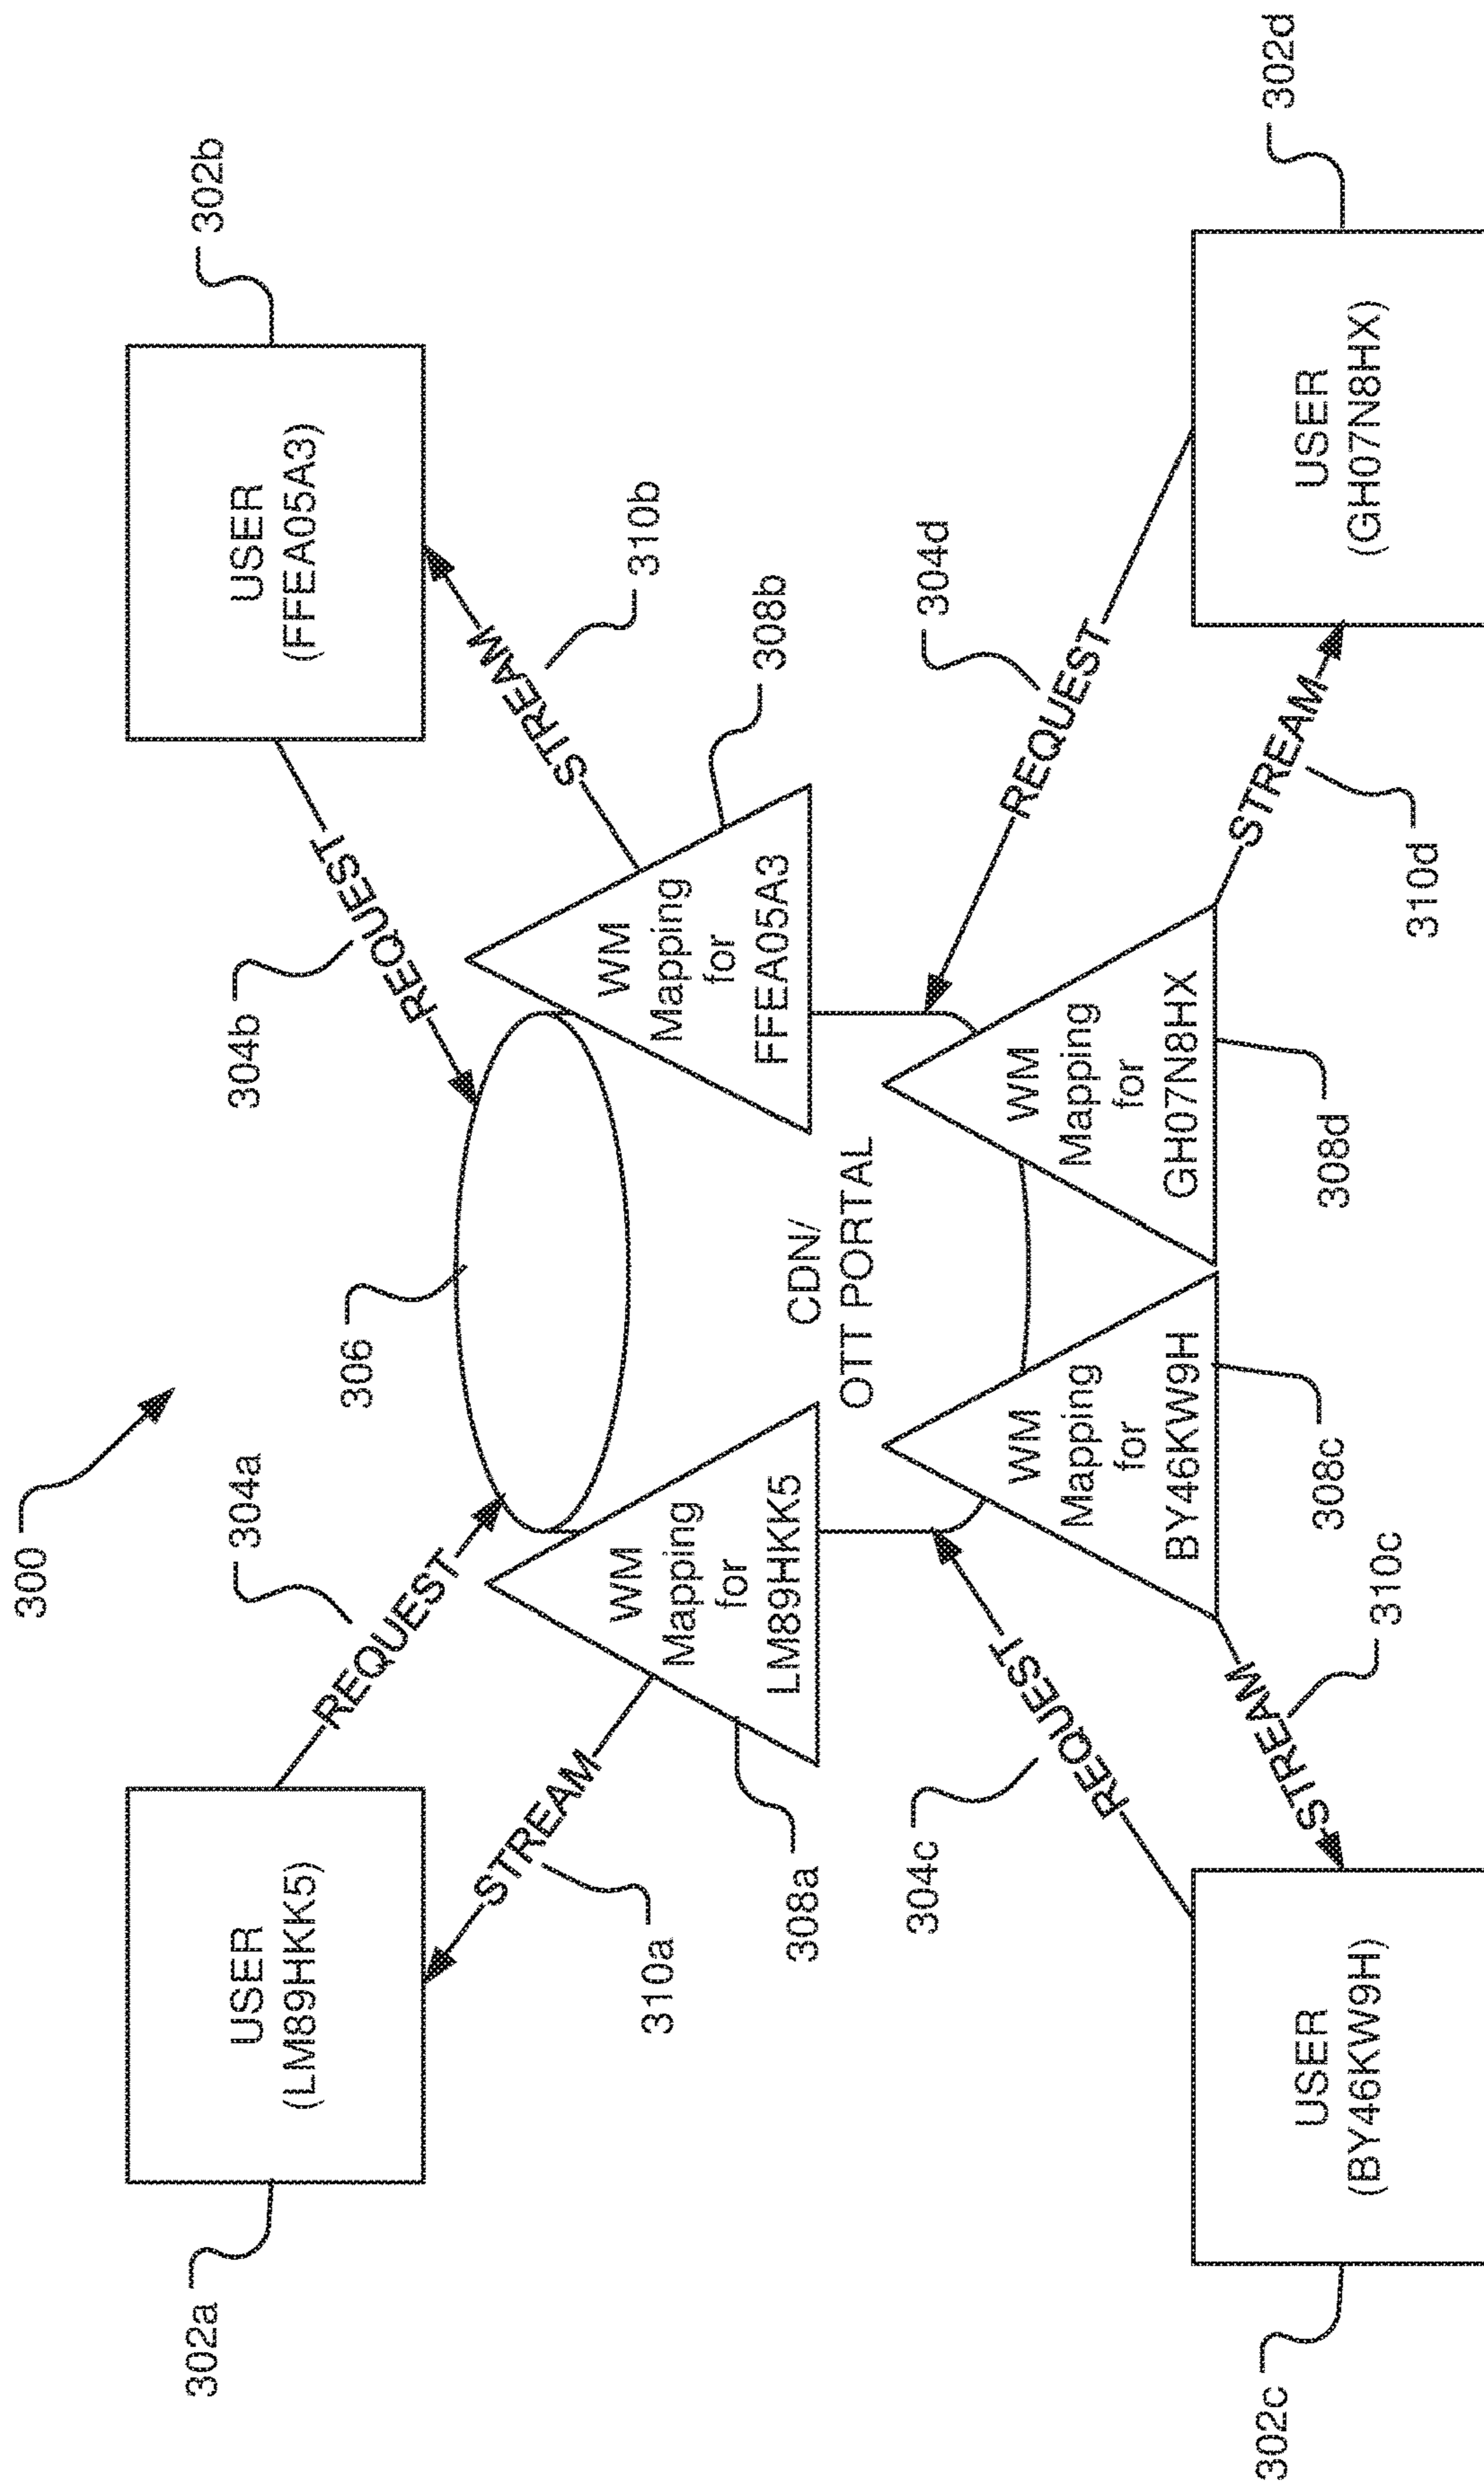 300
302a
USER
(LM89HKK5)
304a
REQUEST
306
304b
REQUEST
USER
(FFEA05A3)
302b
310a
STREAM
308a
WM
Mapping
for
LM89HKK5
CDN/
OTT PORTAL
WM
Mapping
for
FFEA05A3
308b
STREAM
310b
304c
REQUEST
WM
Mapping
for
BY46KW9H
308c
WM
Mapping
for
GH07N8HX
308d
REQUEST
304d
302c
USER
(BY46KW9H)
STREAM
310c
STREAM
310d
USER
(GH07N8HX)
302d